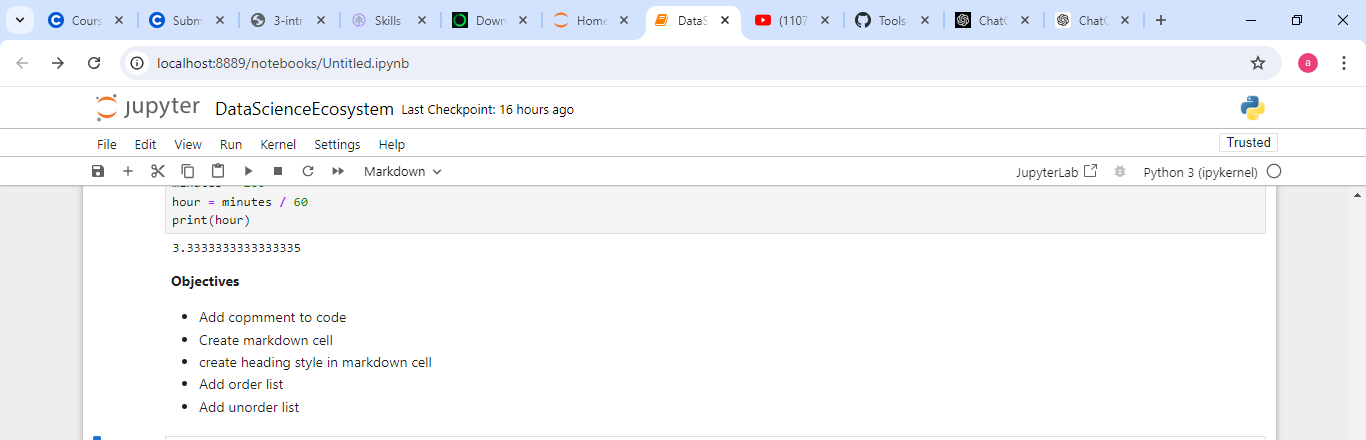 Cours
Subm
3-intr
Skills
Down
Home
DataS
(1107
Tools-
ChatG
ChatG
localhost:8889/notebooks/Untitled.ipynb
a
jupyter DataScienceEcosystem Last Checkpoint: 16 hours ago
File Edit View Run Kernel Settings Help
Trusted
Markdown
JupyterLab
Python 3 (ipykernel)
hour = minutes / 60
print(hour)
3.3333333333333335
Objectives
• Add copmment to code
• Create markdown cell
• create heading style in markdown cell
• Add order list
• Add unorder list